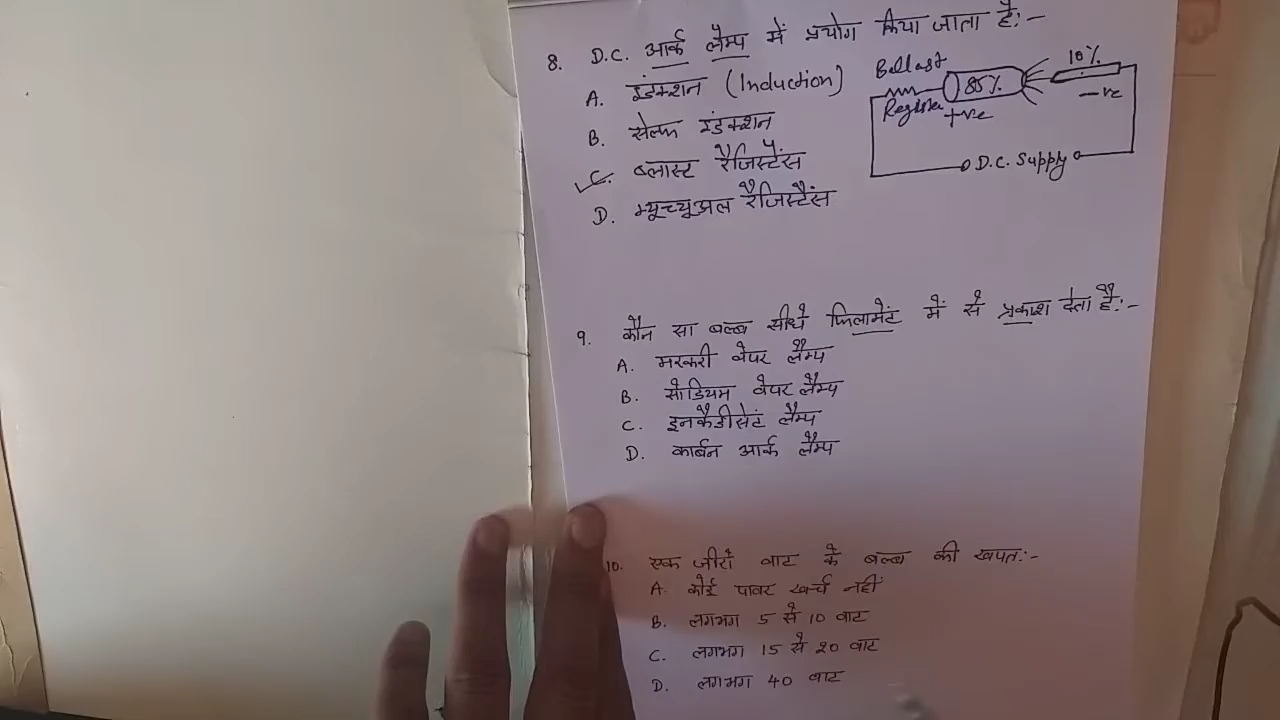 8. D.C. आर्क लैम्प में प्रयोग किया जाता है:-
A. इंडक्शन (Induction)
B. सेल्फ इंडक्शन
C. ब्लास्ट रैजिस्टैंस
D. म्यूच्यूअल रैजिस्टैंस
Ballast
85%
10%
+ve
-ve
D.C. Supply
9. कौन सा बल्ब सीधे फिलामेंट में से प्रकाश देता है:-
A. मरकरी वेपर लैम्प
B. सोडियम वेपर लैम्प
C. इनकैंडीसेंट लैम्प
D. कार्बन आर्क लैम्प
10. एक जीरो वाट के बल्ब की खपत:-
A. कोई पावर खर्च नहीं
B. लगभग 5 से 10 वाट
C. लगभग 15 से 20 वाट
D. लगभग 40 वाट